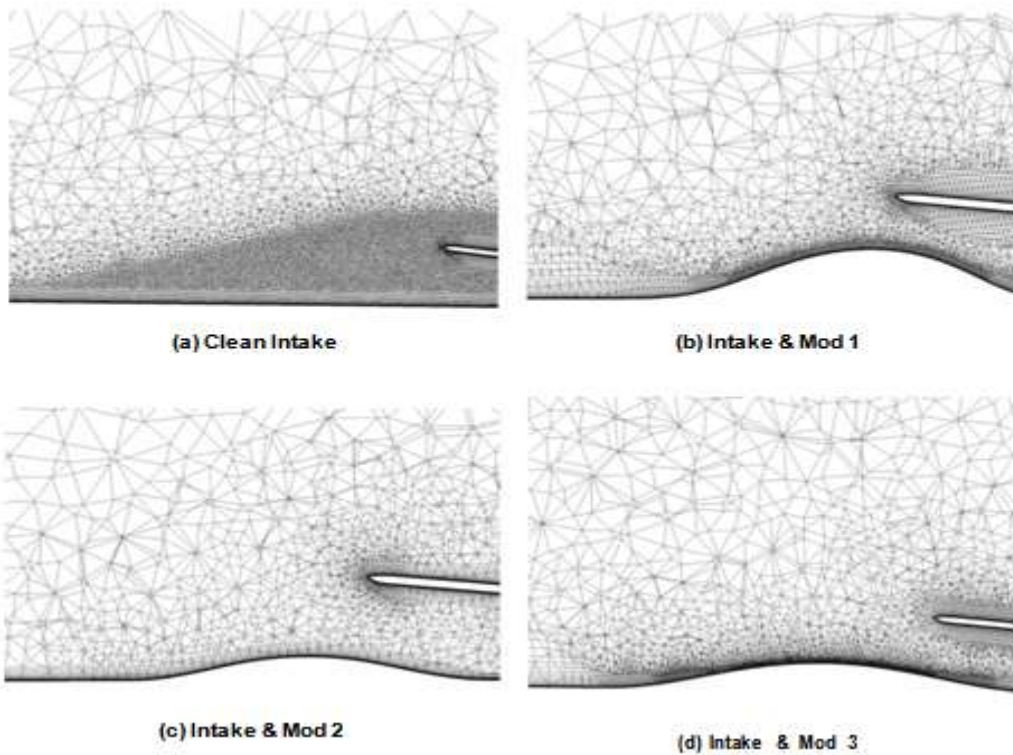 (a) Clean Intake
(b) Intake & Mod 1
(c) Intake & Mod 2
(d) Intake & Mod 3